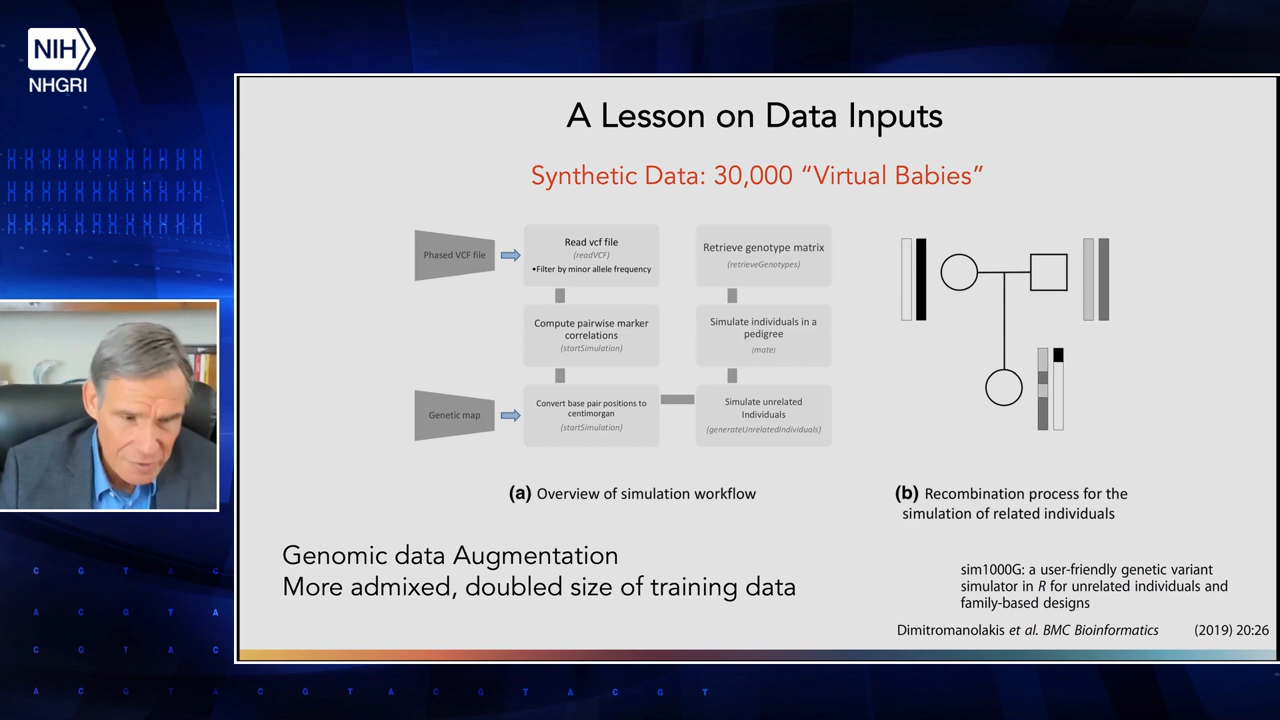 NIH
NHGRI
A Lesson on Data Inputs
Synthetic Data: 30,000 “Virtual Babies”
Phased VCF file
Read vcf file
(readVCF)
•Filter by minor allele frequency
Retrieve genotype matrix
(retrieveGenotypes)
Compute pairwise marker
correlations
(startSimulation)
Simulate individuals in a
pedigree
(mate)
Genetic map
Convert base pair positions to
centimorgan
(startSimulation)
Simulate unrelated
Individuals
(generateUnrelatedIndividuals)
(a) Overview of simulation workflow
(b) Recombination process for the
simulation of related individuals
Genomic data Augmentation
More admixed, doubled size of training data
sim1000G: a user-friendly genetic variant
simulator in R for unrelated individuals and
family-based designs
Dimitromanolakis et al. BMC Bioinformatics (2019) 20:26
C G T A C
A C G T A
C G T A C
A C G T A C G T A C G T A C G T